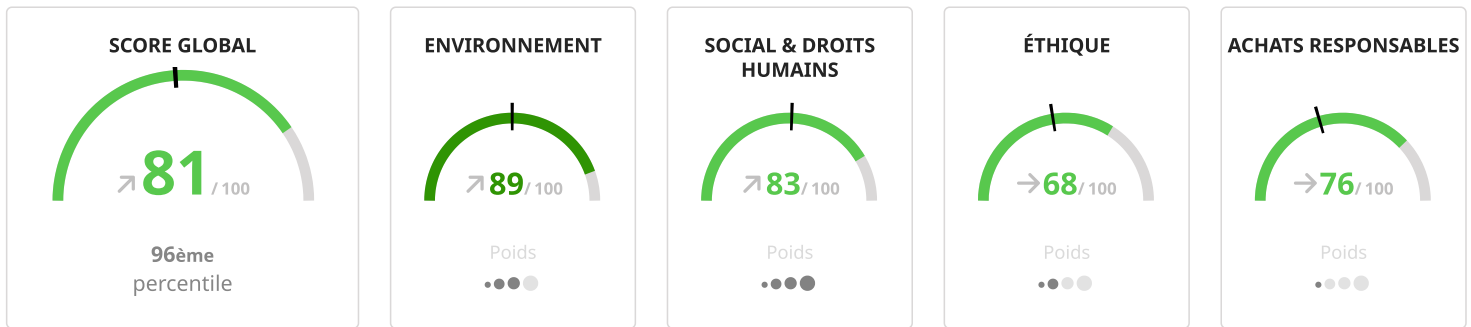 SCORE GLOBAL
81 / 100
96ème
percentile
ENVIRONNEMENT
89 / 100
Poids
SOCIAL & DROITS
HUMAINS
83 / 100
Poids
ÉTHIQUE
68 / 100
Poids
ACHATS RESPONSABLES
76 / 100
Poids